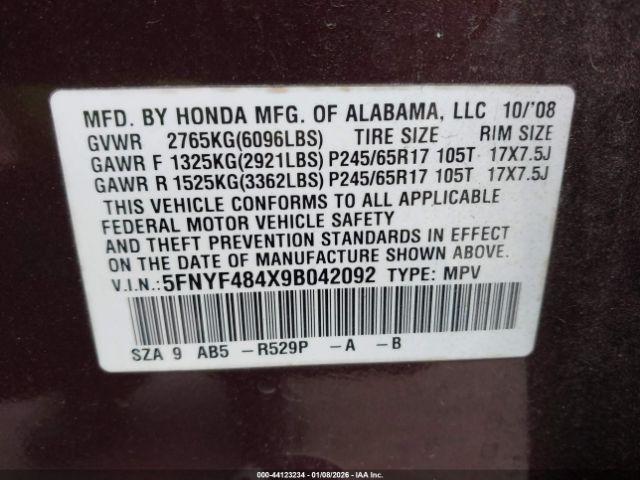 MFD. BY HONDA MFG. OF ALABAMA, LLC 10/'08
GVWR 2765KG(6096LBS) TIRE SIZE RIM SIZE
GAWR F 1325KG(2921LBS) P245/65R17 105T 17X7.5J
GAWR R 1525KG(3362LBS) P245/65R17 105T 17X7.5J
THIS VEHICLE CONFORMS TO ALL APPLICABLE
FEDERAL MOTOR VEHICLE SAFETY
AND THEFT PREVENTION STANDARDS IN EFFECT
ON THE DATE OF MANUFACTURE SHOWN ABOVE.
V.I.N.: 5FNYF484X9B042092 TYPE: MPV
SZA 9 AB5 -R529P -A -B
000-44123234 - 01/08/2026 - IAA Inc.